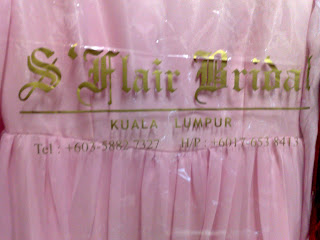 S'Flair Bridal
KUALA LUMPUR
Tel : +603-5882 7327 H/P : +6017-653 8413